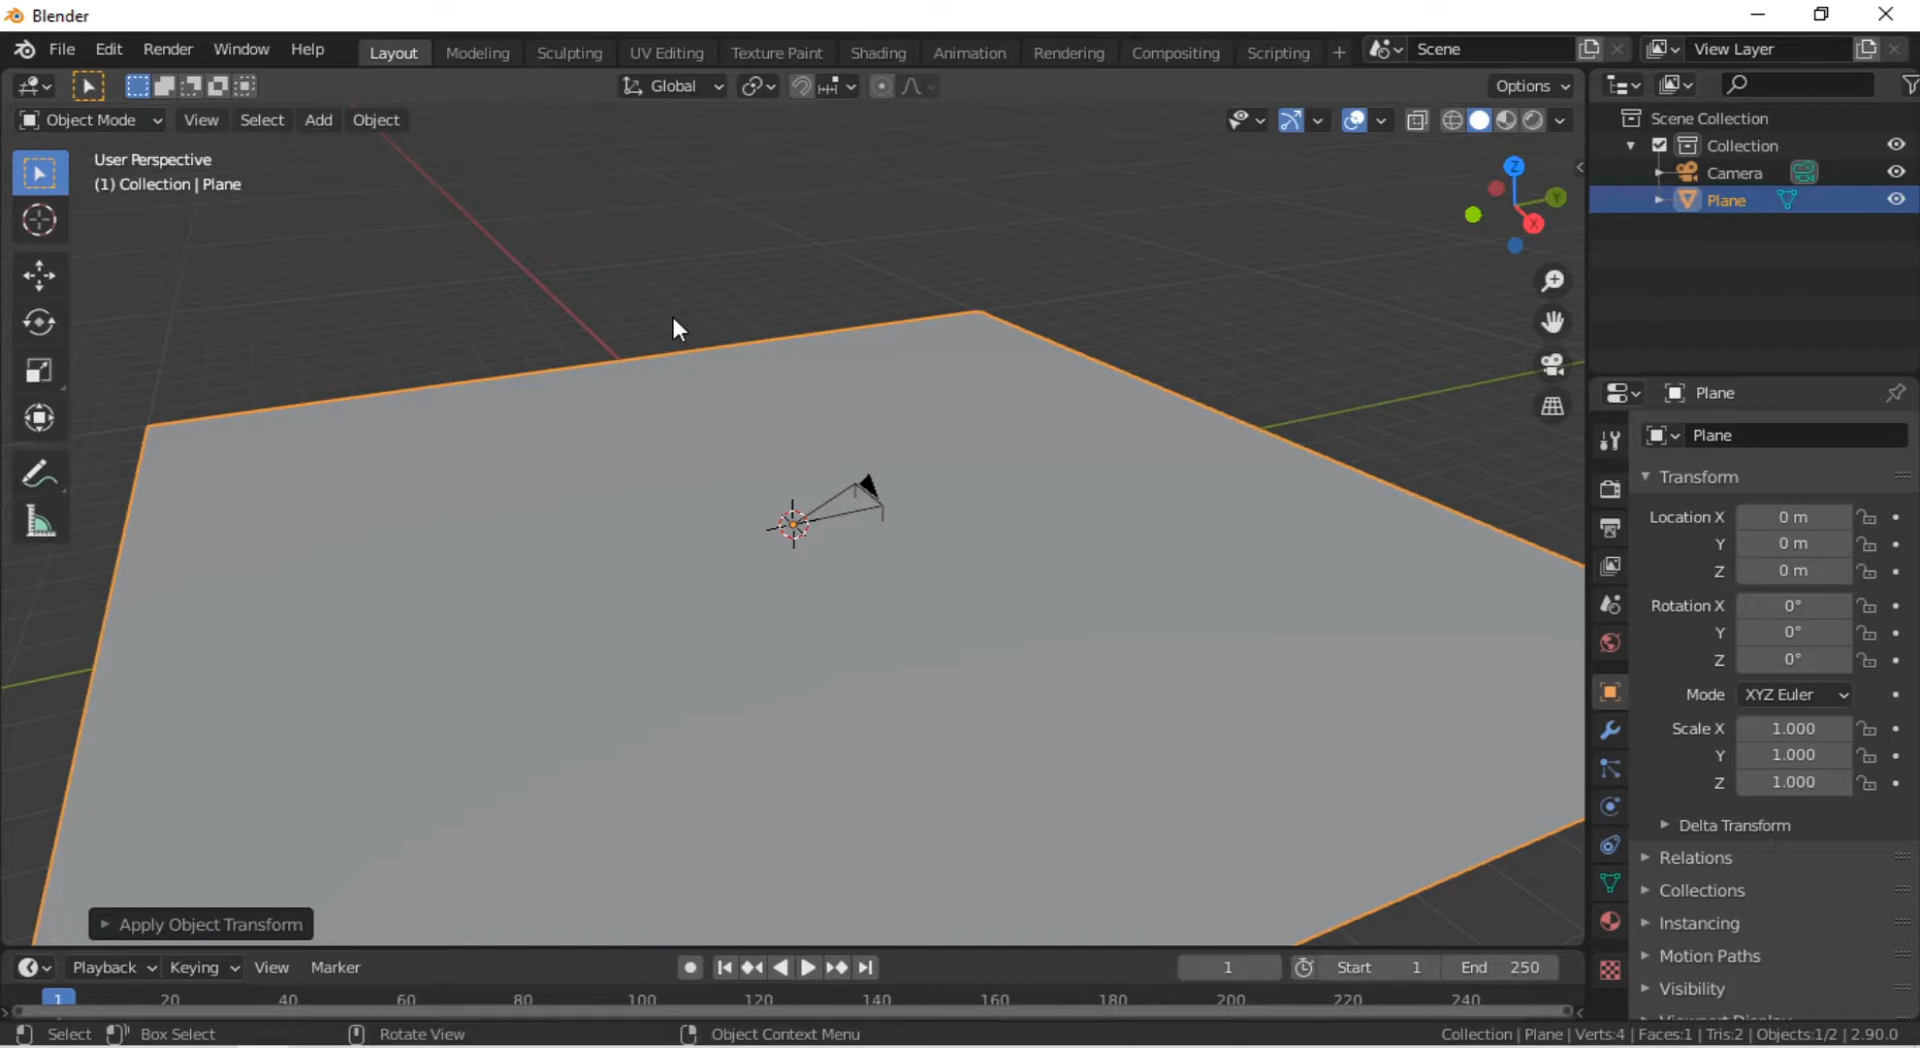 Blender
File Edit Render Window Help Layout Modeling Sculpting UV Editing Texture Paint Shading Animation Rendering Compositing Scripting + Scene View Layer
Global Options
Object Mode View Select Add Object
User Perspective
(1) Collection | Plane
Z
Y
X
Scene Collection
Collection
Camera
Plane
Plane
Plane
Transform
Location X 0 m
Y 0 m
Z 0 m
Rotation X 0°
Y 0°
Z 0°
Mode XYZ Euler
Scale X 1.000
Y 1.000
Z 1.000
Delta Transform
Relations
Collections
Instancing
Motion Paths
Visibility
Viewport Display
Apply Object Transform
Playback Keying View Marker 1 Start 1 End 250
1 20 40 60 80 100 120 140 160 180 200 220 240
Select Box Select Rotate View Object Context Menu Collection | Plane | Verts:4 | Faces:1 | Tris:2 | Objects:1/2 | 2.90.0